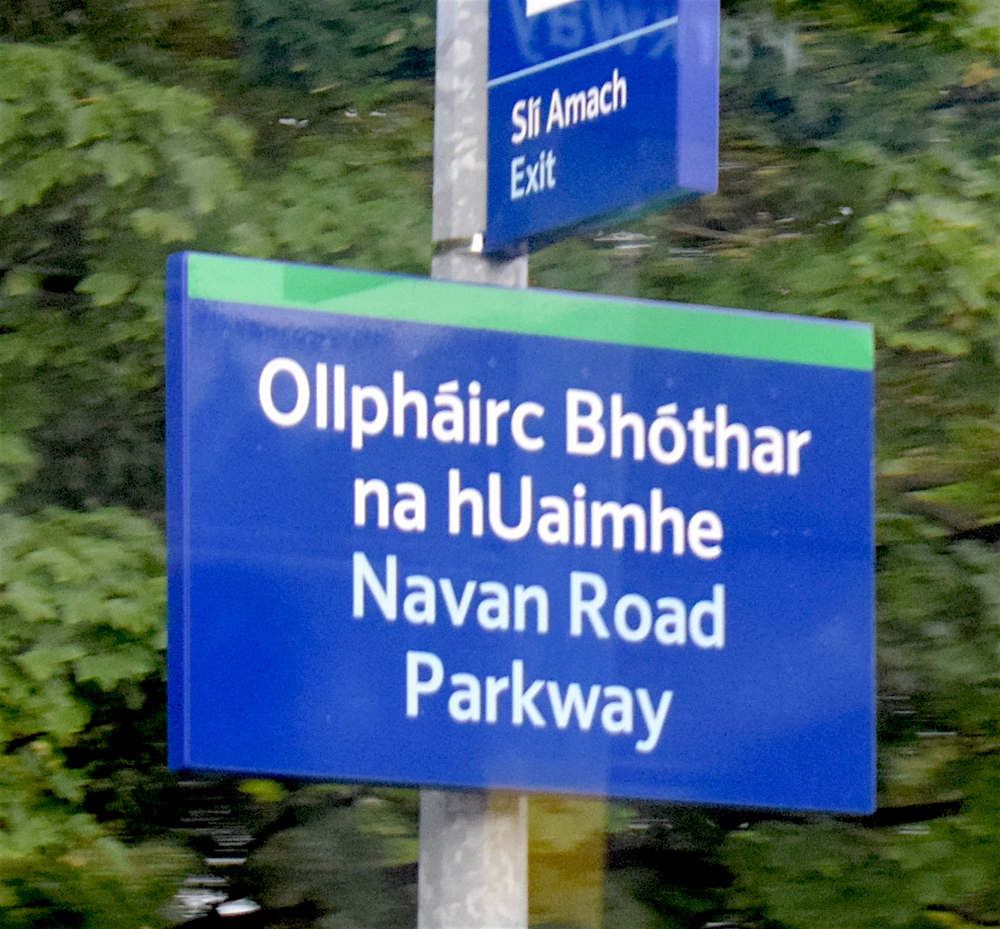 Slí Amach
Exit
Ollpháirc Bhóthar
na hUaimhe
Navan Road
Parkway